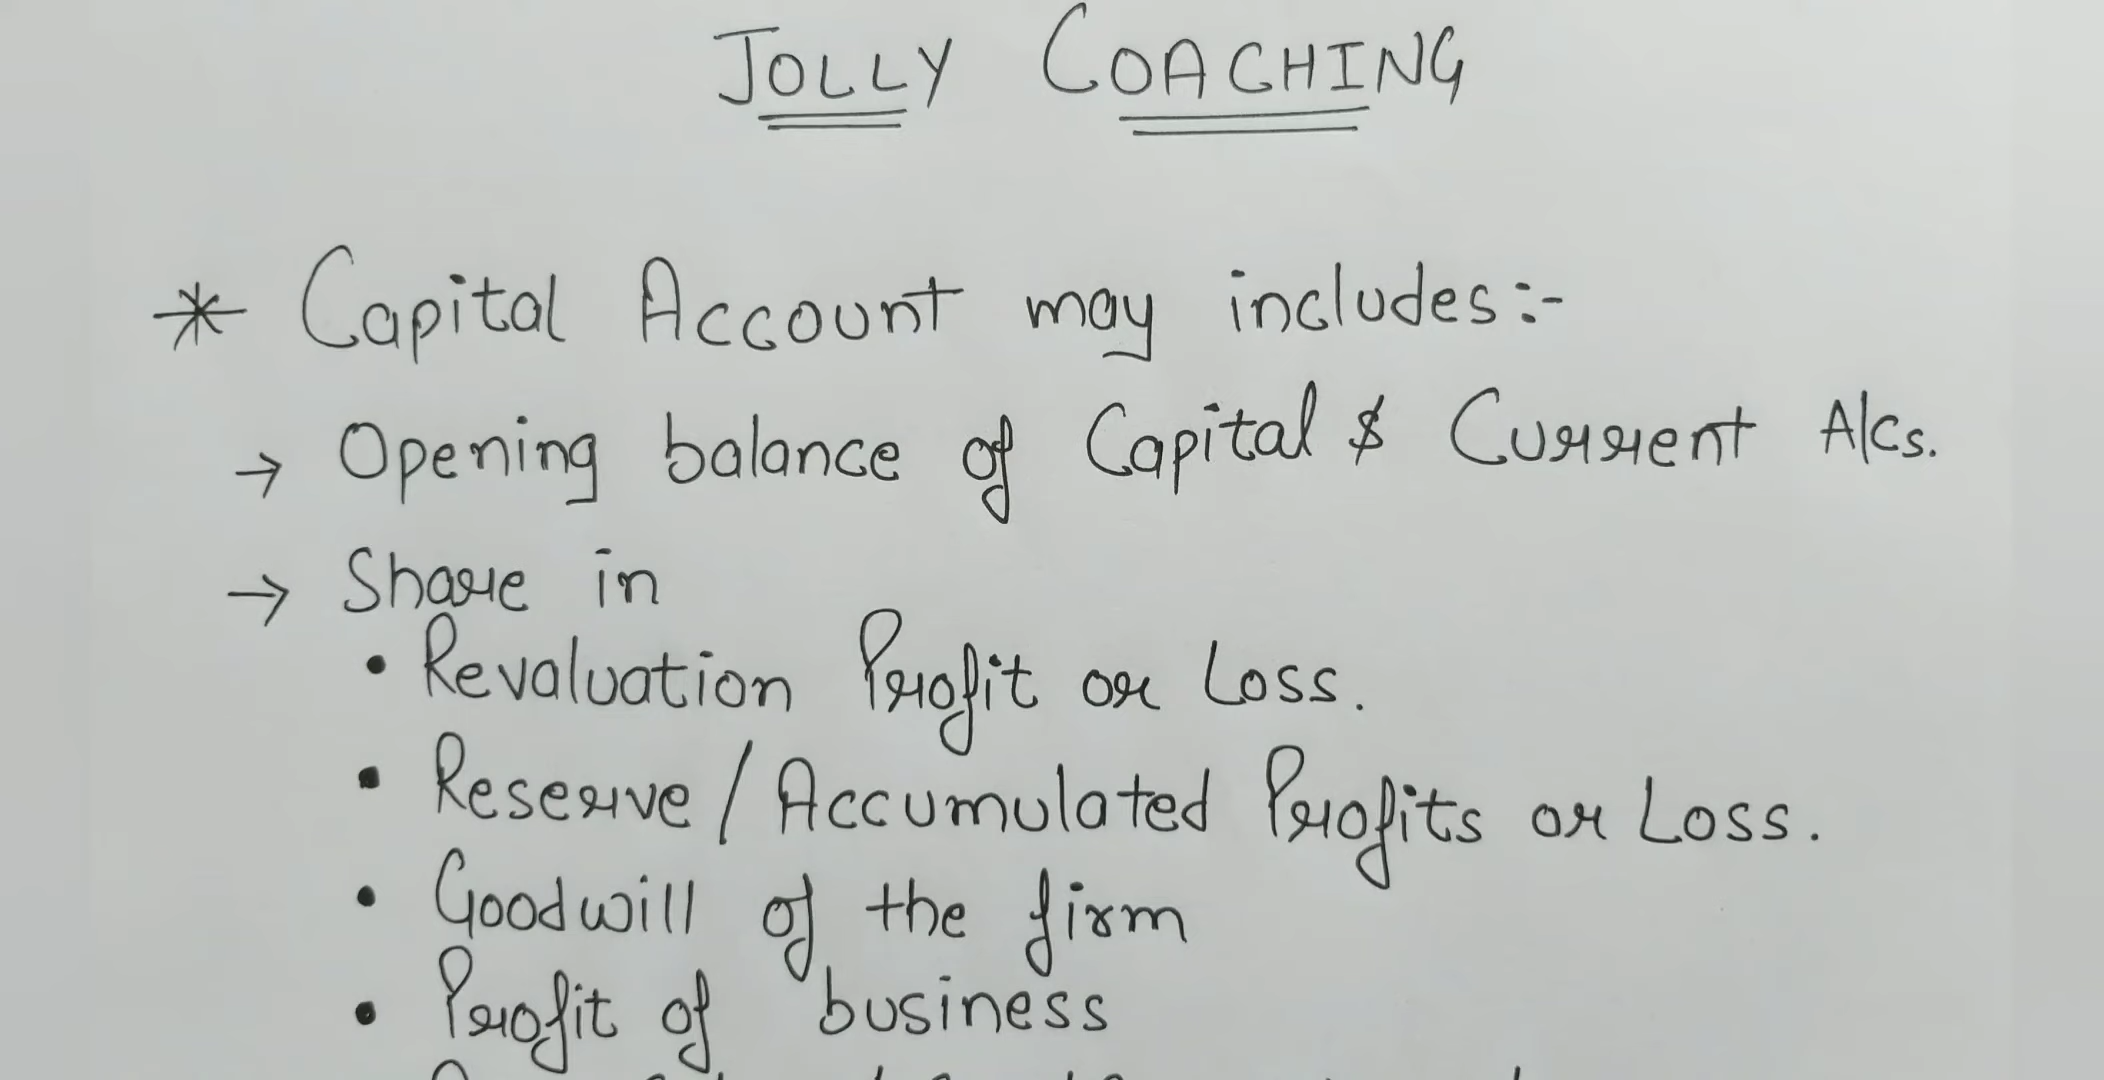 JOLLY COACHING
* Capital Account may includes:-
→ Opening balance of Capital & Current A/cs.
→ Share in
• Revaluation Profit or Loss.
• Reserve / Accumulated Profits or Loss.
• Goodwill of the firm
• Profit of business